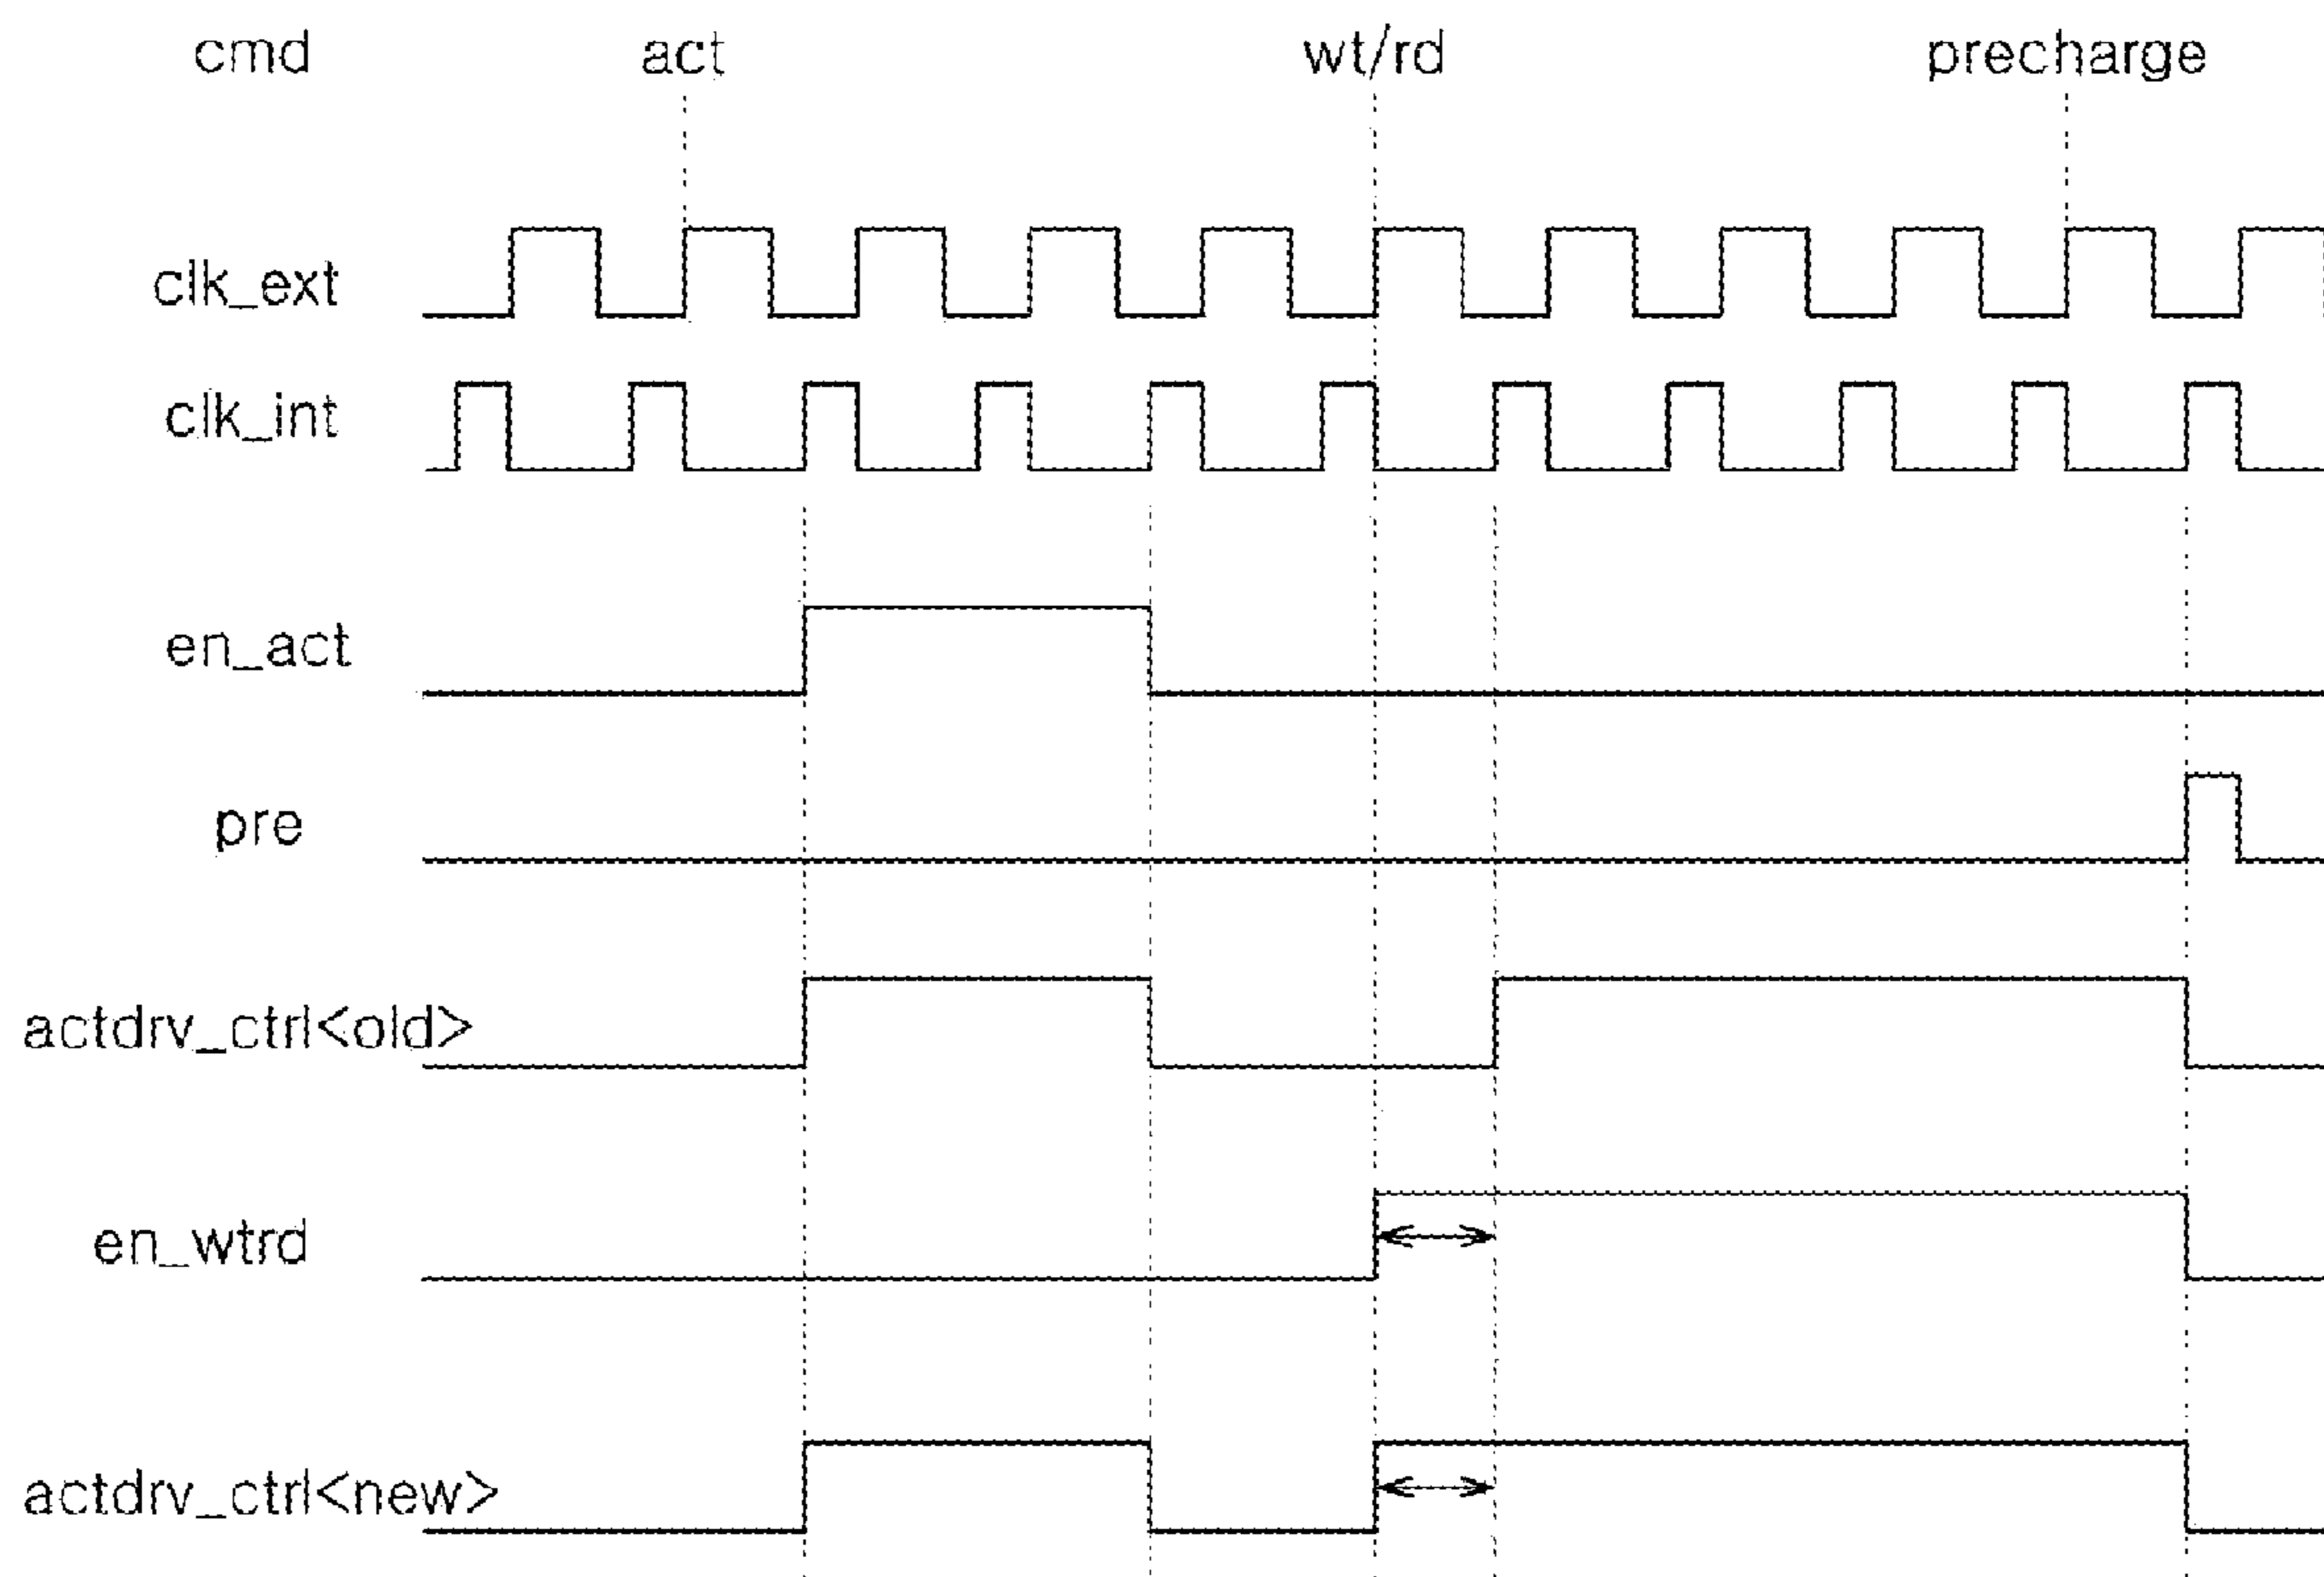 cmd act wt/rd precharge
clk_ext
clk_int
en_act
pre
actdrv_ctrl<old>
en_wtrd
actdrv_ctrl<new>